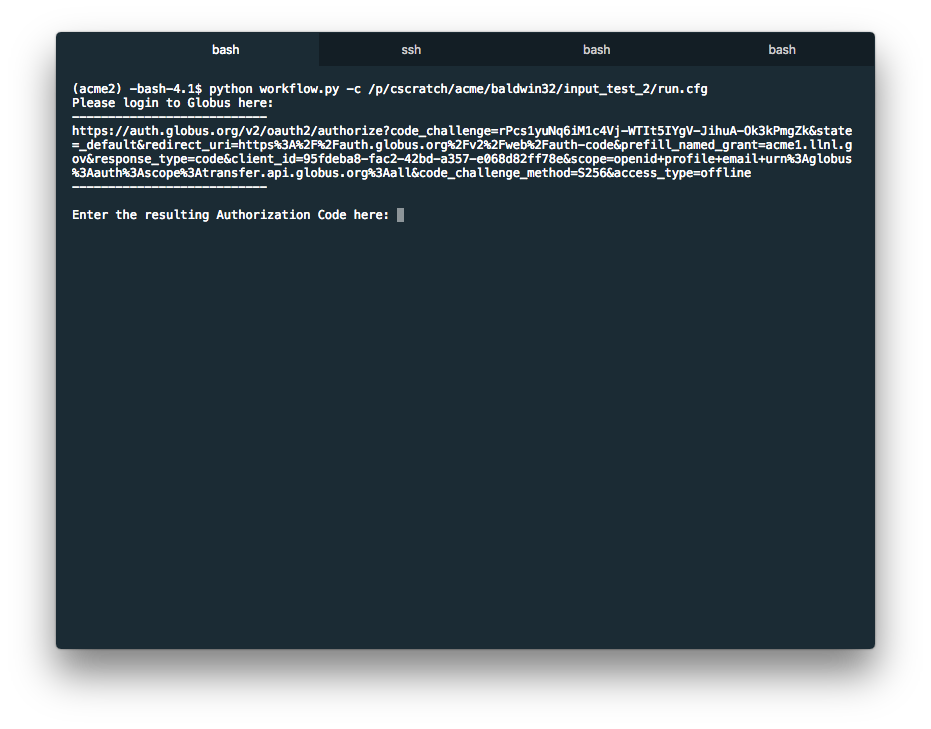 bash ssh bash bash
(acme2) -bash-4.1$ python workflow.py -c /p/cscratch/acme/baldwin32/input_test_2/run.cfg
Please login to Globus here:
---------------------------
https://auth.globus.org/v2/oauth2/authorize?code_challenge=rPcs1yuNq6iM1c4Vj-WTIt5IYgV-JihuA-Ok3kPmgZk&state
=_default&redirect_uri=https%3A%2F%2Fauth.globus.org%2Fv2%2Fweb%2Fauth-code&prefill_named_grant=acme1.llnl.g
ov&response_type=code&client_id=95fdeba8-fac2-42bd-a357-e068d82ff78e&scope=openid+profile+email+urn%3Aglobus
%3Aauth%3Ascope%3Atransfer.api.globus.org%3Aall&code_challenge_method=S256&access_type=offline
---------------------------
Enter the resulting Authorization Code here: